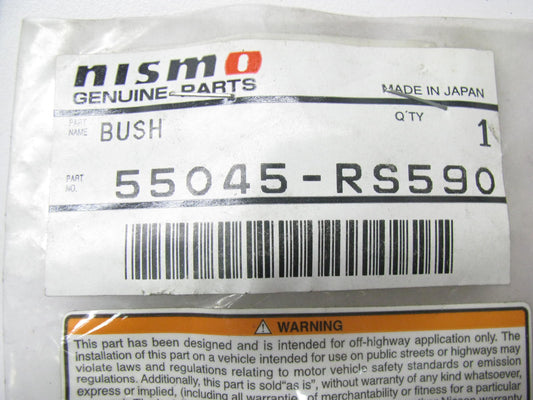 nismo
GENUINE PARTS
MADE IN JAPAN
PART NAME BUSH
Q'TY 1
PART NO. 55045-RS590
WARNING
This part has been designed and is intended for off-highway application only. The
installation of this part on a vehicle intended for use on public streets or highways may
violate laws and regulations relating to motor vehicle safety standards or emission
regulations. Additionally, this part is sold "as is", without warranty of any kind whatsoever,
express or implied, (including all warranties of merchantability or fitness for a particular